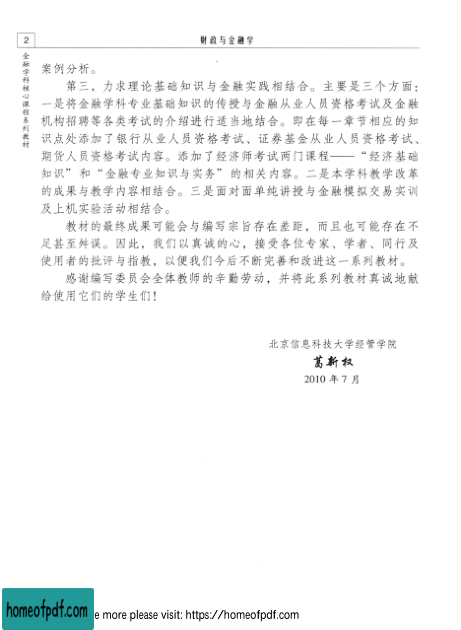 2
财政与金融学
金融学科核心课程系列教材
案例分析。
第三，力求理论基础知识与金融实践相结合。主要是三个方面：
一是将金融学科专业基础知识的传授与金融从业人员资格考试及金融
机构招聘等各类考试的介绍进行适当地结合。即在每一章节相应的知
识点处添加了银行从业人员资格考试、证券基金从业人员资格考试、
期货人员资格考试内容。添加了经济师考试两门课程——“经济基础
知识”和“金融专业知识与实务”的相关内容。二是本学科教学改革
的成果与教学内容相结合。三是面对面单纯讲授与金融模拟交易实训
及上机实验活动相结合。
教材的最终成果可能会与编写宗旨存在差距，而且也可能存在不
足甚至舛误。因此，我们以真诚的心，接受各位专家、学者、同行及
使用者的批评与指教，以便我们今后不断完善和改进这一系列教材。
感谢编写委员会全体教师的辛勤劳动，并将此系列教材真诚地献
给使用它们的学生们！
北京信息科技大学经管学院
葛新权
2010 年 7 月
homeofpdf.com
e more please visit: https://homeofpdf.com